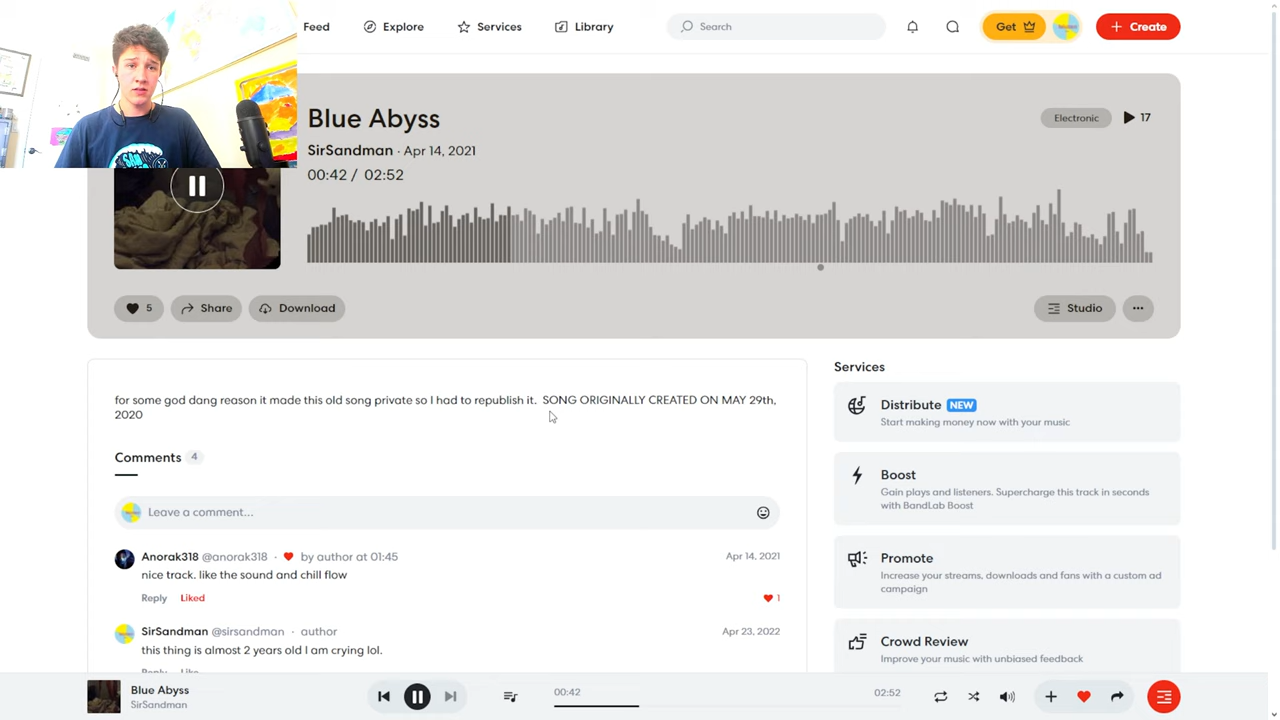 Feed
Explore
Services
Library
Search
Get
Create
Blue Abyss
Electronic
17
SirSandman · Apr 14, 2021
00:42 / 02:52
5
Share
Download
Studio
for some god dang reason it made this old song private so I had to republish it. SONG ORIGINALLY CREATED ON MAY 29th,
2020
Comments 4
Leave a comment...
Anorak318 @anorak318 · by author at 01:45
Apr 14, 2021
nice track. like the sound and chill flow
Reply Liked
1
SirSandman @sirsandman · author
Apr 23, 2022
this thing is almost 2 years old I am crying lol.
Reply Like
Services
Distribute NEW
Start making money now with your music
Boost
Gain plays and listeners. Supercharge this track in seconds
with BandLab Boost
Promote
Increase your streams, downloads and fans with a custom ad
campaign
Crowd Review
Improve your music with unbiased feedback
Blue Abyss
SirSandman
00:42
02:52